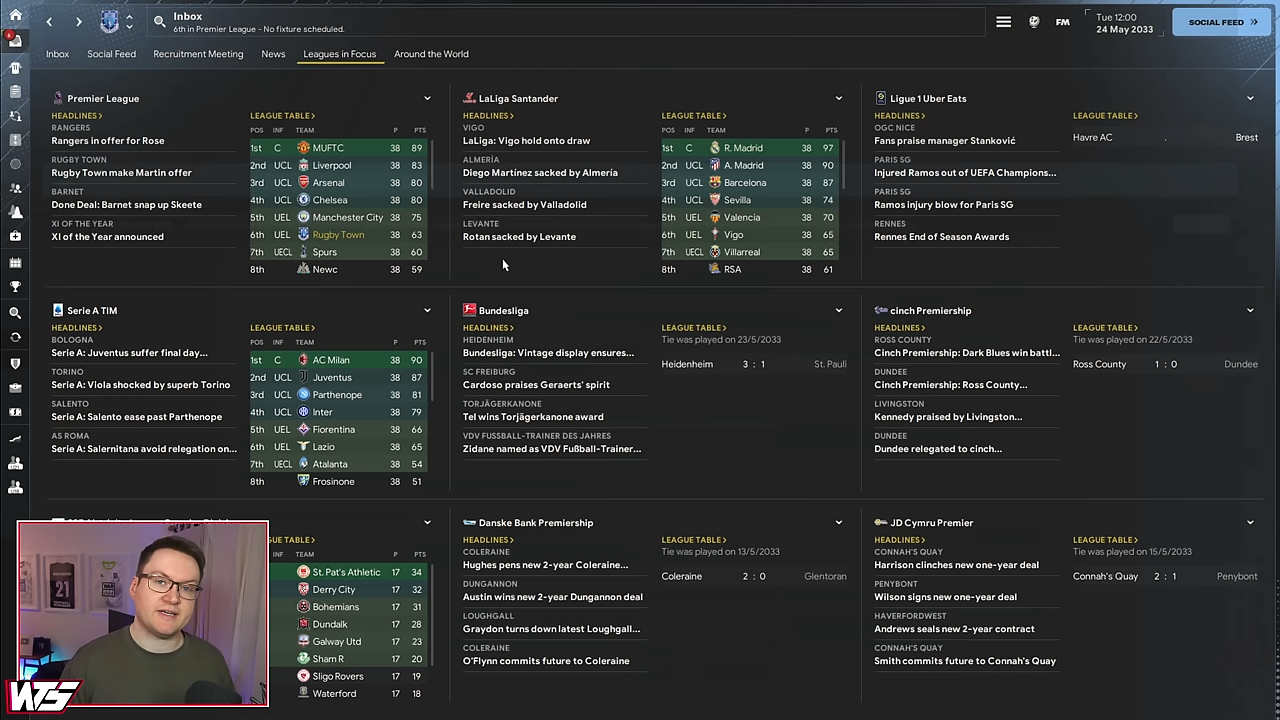 Inbox
6th in Premier League - No fixture scheduled.
FM
Tue 12:00
24 May 2033
SOCIAL FEED
Inbox
Social Feed
Recruitment Meeting
News
Leagues in Focus
Around the World
Premier League
HEADLINES >
RANGERS
Rangers in offer for Rose
RUGBY TOWN
Rugby Town make Martin offer
BARNET
Done Deal: Barnet snap up Skeete
XI OF THE YEAR
XI of the Year announced
LEAGUE TABLE >
POS INF TEAM P PTS
1st C MUFTC 38 89
2nd UCL Liverpool 38 83
3rd UCL Arsenal 38 80
4th UCL Chelsea 38 80
5th UEL Manchester City 38 75
6th UEL Rugby Town 38 63
7th UECL Spurs 38 60
8th Newc 38 59
LaLiga Santander
HEADLINES >
VIGO
LaLiga: Vigo hold onto draw
ALMERÍA
Diego Martínez sacked by Almería
VALLADOLID
Freire sacked by Valladolid
LEVANTE
Rotan sacked by Levante
LEAGUE TABLE >
POS INF TEAM P PTS
1st C R. Madrid 38 97
2nd UCL A. Madrid 38 90
3rd UCL Barcelona 38 87
4th UCL Sevilla 38 74
5th UEL Valencia 38 70
6th UEL Vigo 38 65
7th UECL Villarreal 38 65
8th RSA 38 61
Ligue 1 Uber Eats
HEADLINES >
OGC NICE
Fans praise manager Stanković
PARIS SG
Injured Ramos out of UEFA Champions...
PARIS SG
Ramos injury blow for Paris SG
RENNES
Rennes End of Season Awards
LEAGUE TABLE >
Havre AC . Brest
Serie A TIM
HEADLINES >
BOLOGNA
Serie A: Juventus suffer final day...
TORINO
Serie A: Viola shocked by superb Torino
SALENTO
Serie A: Salento ease past Parthenope
AS ROMA
Serie A: Salernitana avoid relegation on...
LEAGUE TABLE >
POS INF TEAM P PTS
1st C AC Milan 38 90
2nd UCL Juventus 38 87
3rd UCL Parthenope 38 81
4th UCL Inter 38 79
5th UEL Fiorentina 38 66
6th UEL Lazio 38 65
7th UECL Atalanta 38 54
8th Frosinone 38 51
Bundesliga
HEADLINES >
HEIDENHEIM
Bundesliga: Vintage display ensures...
SC FREIBURG
Cardoso praises Geraerts' spirit
TORJÄGERKANONE
Tel wins Torjägerkanone award
VDV FUSSBALL-TRAINER DES JAHRES
Zidane named as VDV Fußball-Trainer...
LEAGUE TABLE >
Tie was played on 23/5/2033
Heidenheim 3 : 1 St. Pauli
cinch Premiership
HEADLINES >
ROSS COUNTY
Cinch Premiership: Dark Blues win battl...
DUNDEE
Cinch Premiership: Ross County...
LIVINGSTON
Kennedy praised by Livingston...
DUNDEE
Dundee relegated to cinch...
LEAGUE TABLE >
Tie was played on 22/5/2033
Ross County 1 : 0 Dundee
GUE TABLE >
INF TEAM P PTS
St. Pat's Athletic 17 34
Derry City 17 32
Bohemians 17 31
Dundalk 17 28
Galway Utd 17 23
Sham R 17 20
Sligo Rovers 17 19
Waterford 17 18
Danske Bank Premiership
HEADLINES >
COLERAINE
Hughes pens new 2-year Coleraine...
DUNGANNON
Austin wins new 2-year Dungannon deal
LOUGHGALL
Graydon turns down latest Loughgall...
COLERAINE
O'Flynn commits future to Coleraine
LEAGUE TABLE >
Tie was played on 13/5/2033
Coleraine 2 : 0 Glentoran
JD Cymru Premier
HEADLINES >
CONNAH'S QUAY
Harrison clinches new one-year deal
PENYBONT
Wilson signs new one-year deal
HAVERFORDWEST
Andrews seals new 2-year contract
CONNAH'S QUAY
Smith commits future to Connah's Quay
LEAGUE TABLE >
Tie was played on 15/5/2033
Connah's Quay 2 : 1 Penybont
21
WTS